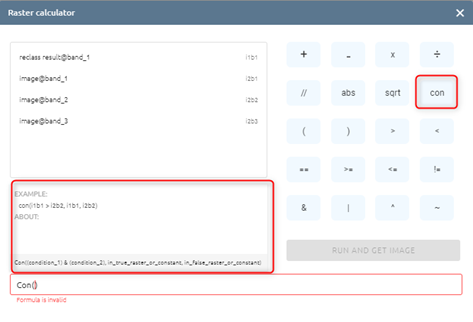 Raster calculator ×
reclass result@band_1 i1b1
image@band_1 i2b1
image@band_2 i2b2
image@band_3 i2b3
+ - x ÷
// abs sqrt con
( ) > <
== >= <= !=
& | ^ ~
EXAMPLE:
con(i1b1 > i2b2, i1b1, i2b2)
ABOUT:
Con((condition_1) & (condition_2), in_true_raster_or_constant, in_false_raster_or_constant)
RUN AND GET IMAGE
Con()
Formula is invalid